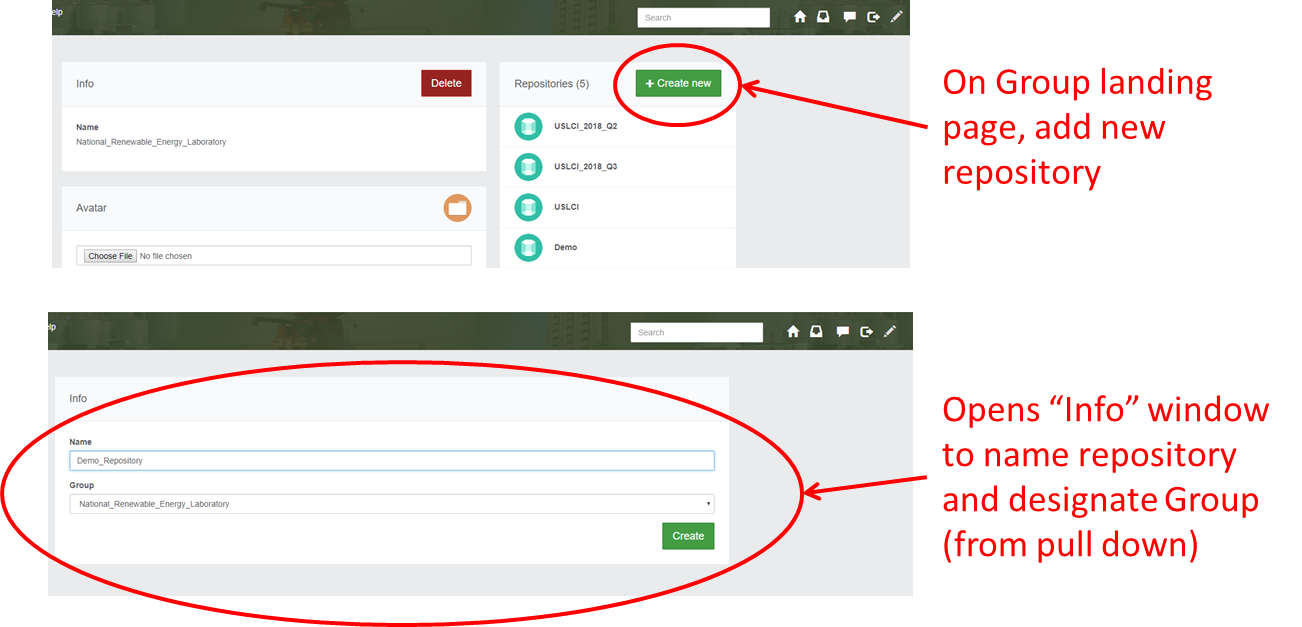 elp
Search
Info
Delete
Repositories (5)
+ Create new
Name
National_Renewable_Energy_Laboratory
USLCI_2018_Q2
USLCI_2018_Q3
Avatar
USLCI
Demo
Choose File No file chosen
On Group landing
page, add new
repository
elp
Search
Info
Name
Demo_Repository
Group
National_Renewable_Energy_Laboratory
Create
Opens “Info” window
to name repository
and designate Group
(from pull down)